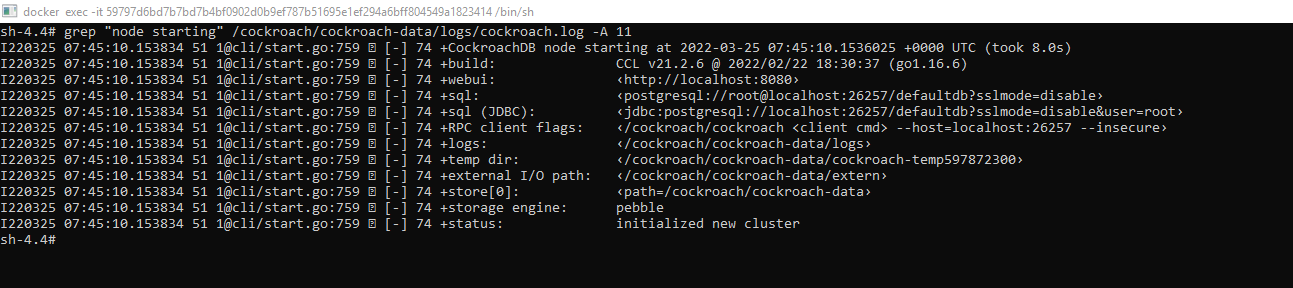 docker exec -it 59797d6bd7b7bd7b4bf0902d0b9ef787b51695e1ef294a6bff804549a1823414 /bin/sh
sh-4.4# grep "node starting" /cockroach/cockroach-data/logs/cockroach.log -A 11
I220325 07:45:10.153834 51 1@cli/start.go:759 ⍰ [-] 74 +CockroachDB node starting at 2022-03-25 07:45:10.1536025 +0000 UTC (took 8.0s)
I220325 07:45:10.153834 51 1@cli/start.go:759 ⍰ [-] 74 +build: CCL v21.2.6 @ 2022/02/22 18:30:37 (go1.16.6)
I220325 07:45:10.153834 51 1@cli/start.go:759 ⍰ [-] 74 +webui: ‹http://localhost:8080›
I220325 07:45:10.153834 51 1@cli/start.go:759 ⍰ [-] 74 +sql: ‹postgresql://root@localhost:26257/defaultdb?sslmode=disable›
I220325 07:45:10.153834 51 1@cli/start.go:759 ⍰ [-] 74 +sql (JDBC): ‹jdbc:postgresql://localhost:26257/defaultdb?sslmode=disable&user=root›
I220325 07:45:10.153834 51 1@cli/start.go:759 ⍰ [-] 74 +RPC client flags: ‹/cockroach/cockroach <client cmd> --host=localhost:26257 --insecure›
I220325 07:45:10.153834 51 1@cli/start.go:759 ⍰ [-] 74 +logs: ‹/cockroach/cockroach-data/logs›
I220325 07:45:10.153834 51 1@cli/start.go:759 ⍰ [-] 74 +temp dir: ‹/cockroach/cockroach-data/cockroach-temp597872300›
I220325 07:45:10.153834 51 1@cli/start.go:759 ⍰ [-] 74 +external I/O path: ‹/cockroach/cockroach-data/extern›
I220325 07:45:10.153834 51 1@cli/start.go:759 ⍰ [-] 74 +store[0]: ‹path=/cockroach/cockroach-data›
I220325 07:45:10.153834 51 1@cli/start.go:759 ⍰ [-] 74 +storage engine: pebble
I220325 07:45:10.153834 51 1@cli/start.go:759 ⍰ [-] 74 +status: initialized new cluster
sh-4.4#